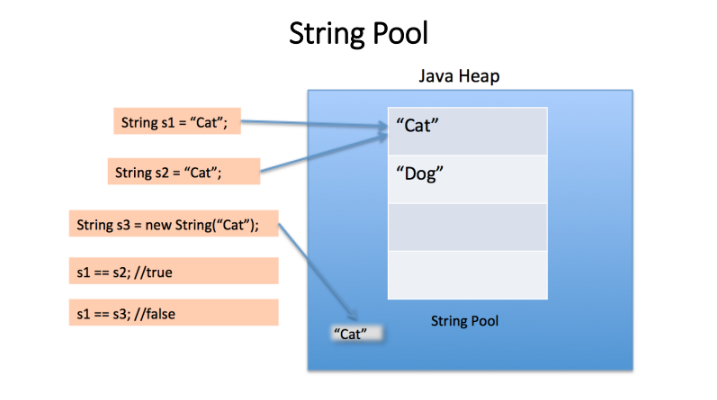 String Pool
Java Heap
String s1 = “Cat”;
“Cat”
String s2 = “Cat”;
“Dog”
String s3 = new String(“Cat”);
s1 == s2; //true
s1 == s3; //false
“Cat”
String Pool